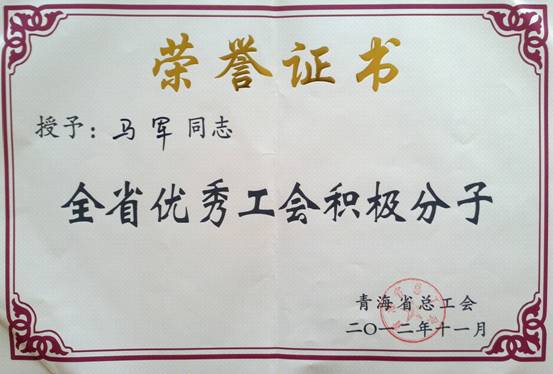 荣誉证书
授予：马军同志
全省优秀工会积极分子
青海省总工会
二〇一二年十一月